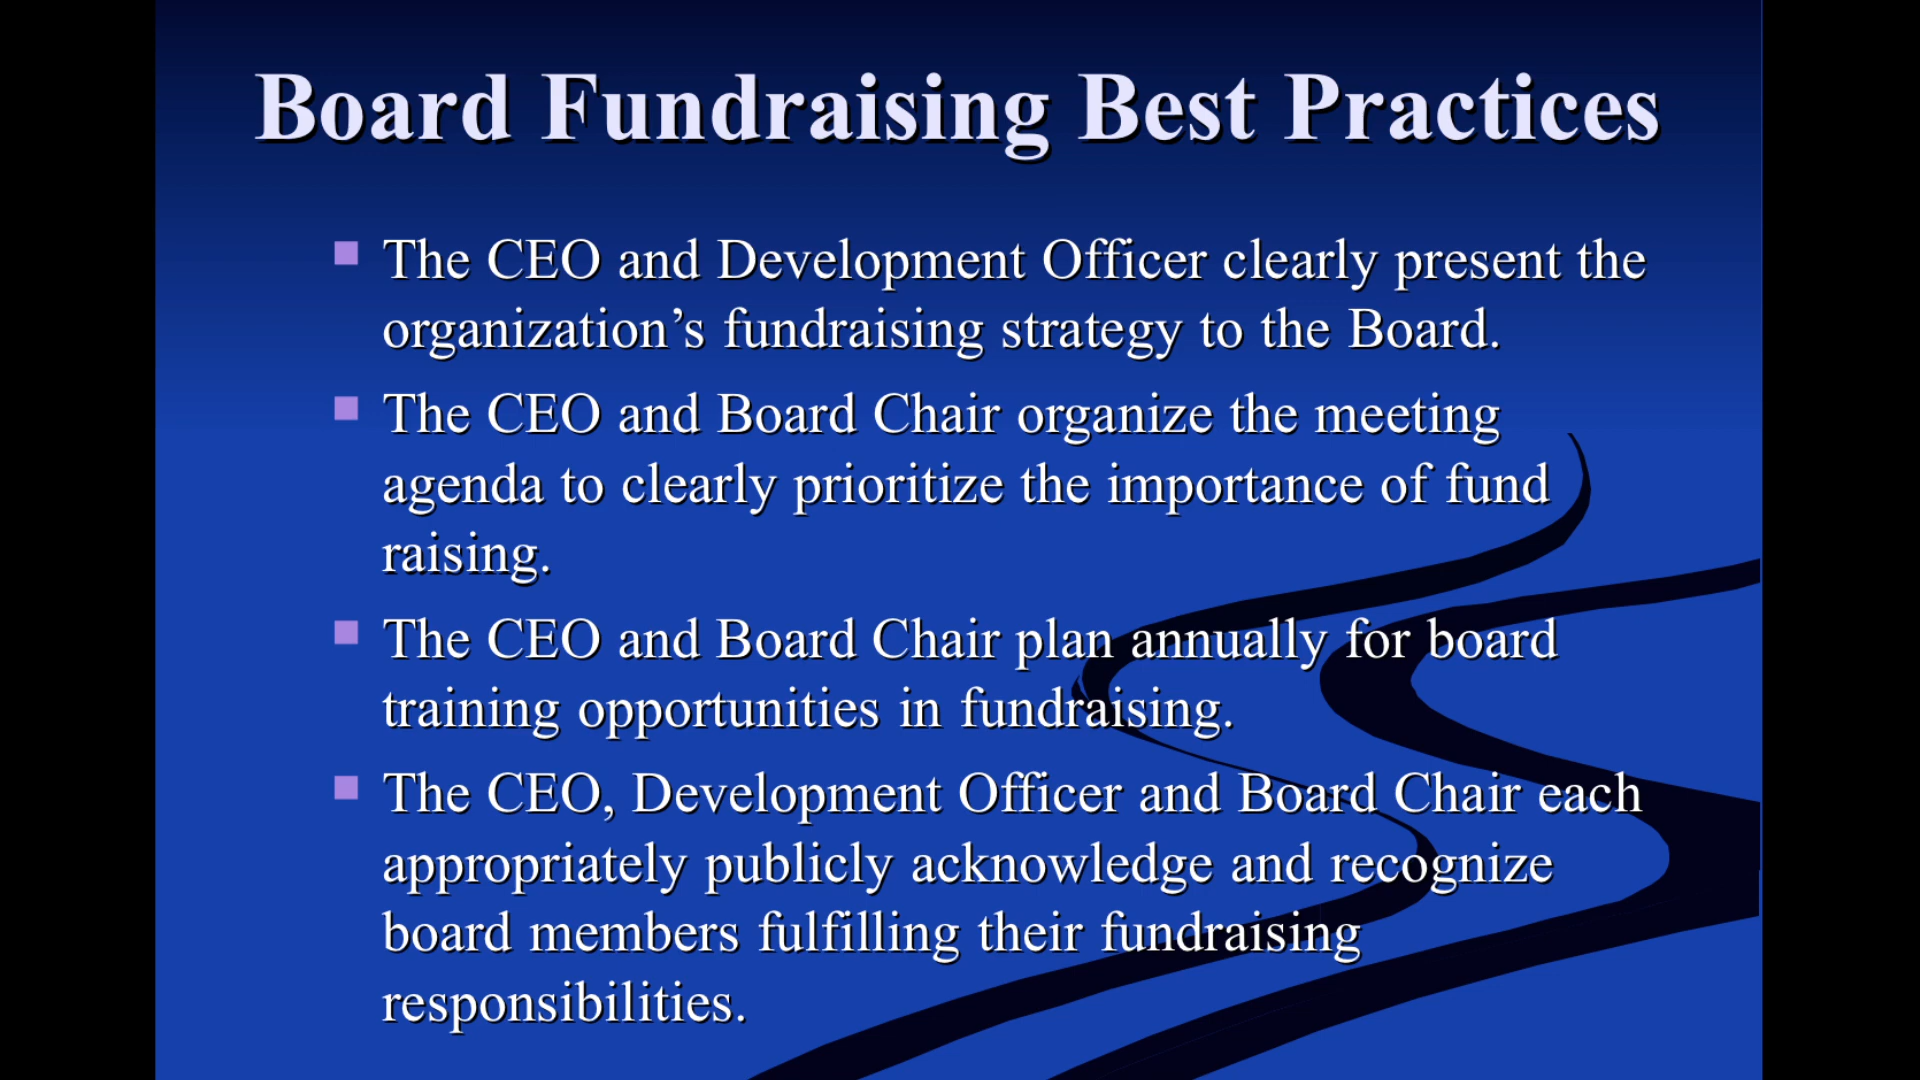 Board Fundraising Best Practices
The CEO and Development Officer clearly present the
organization’s fundraising strategy to the Board.
The CEO and Board Chair organize the meeting
agenda to clearly prioritize the importance of fund
raising.
The CEO and Board Chair plan annually for board
training opportunities in fundraising.
The CEO, Development Officer and Board Chair each
appropriately publicly acknowledge and recognize
board members fulfilling their fundraising
responsibilities.